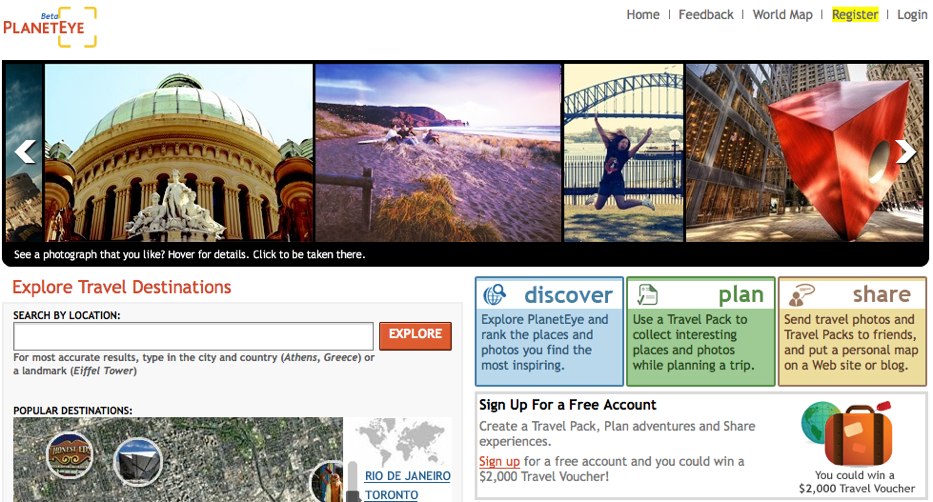 Beta
PLANETEYE
Home | Feedback | World Map | Register | Login
See a photograph that you like? Hover for details. Click to be taken there.
Explore Travel Destinations
SEARCH BY LOCATION:
EXPLORE
For most accurate results, type in the city and country (Athens, Greece) or
a landmark (Eiffel Tower)
POPULAR DESTINATIONS:
HONEST ED
RIO DE JANEIRO
TORONTO
discover
Explore PlanetEye and
rank the places and
photos you find the
most inspiring.
plan
Use a Travel Pack to
collect interesting
places and photos
while planning a trip.
share
Send travel photos and
Travel Packs to friends,
and put a personal map
on a Web site or blog.
Sign Up For a Free Account
Create a Travel Pack, Plan adventures and Share
experiences.
Sign up for a free account and you could win a
$2,000 Travel Voucher!
You could win a
$2,000 Travel Voucher